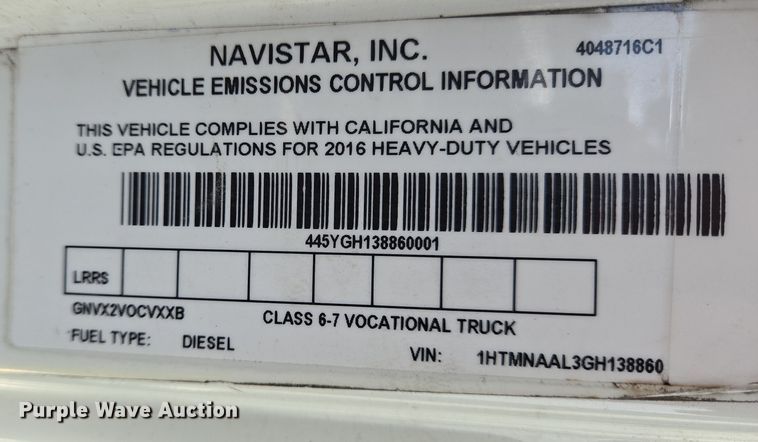 NAVISTAR, INC.
4048716C1
VEHICLE EMISSIONS CONTROL INFORMATION
THIS VEHICLE COMPLIES WITH CALIFORNIA AND
U.S. EPA REGULATIONS FOR 2016 HEAVY-DUTY VEHICLES
445YGH138860001
LRRS
GNVX2VOCVXXB
CLASS 6-7 VOCATIONAL TRUCK
FUEL TYPE: DIESEL
VIN: 1HTMNAAL3GH138860
Purple Wave Auction